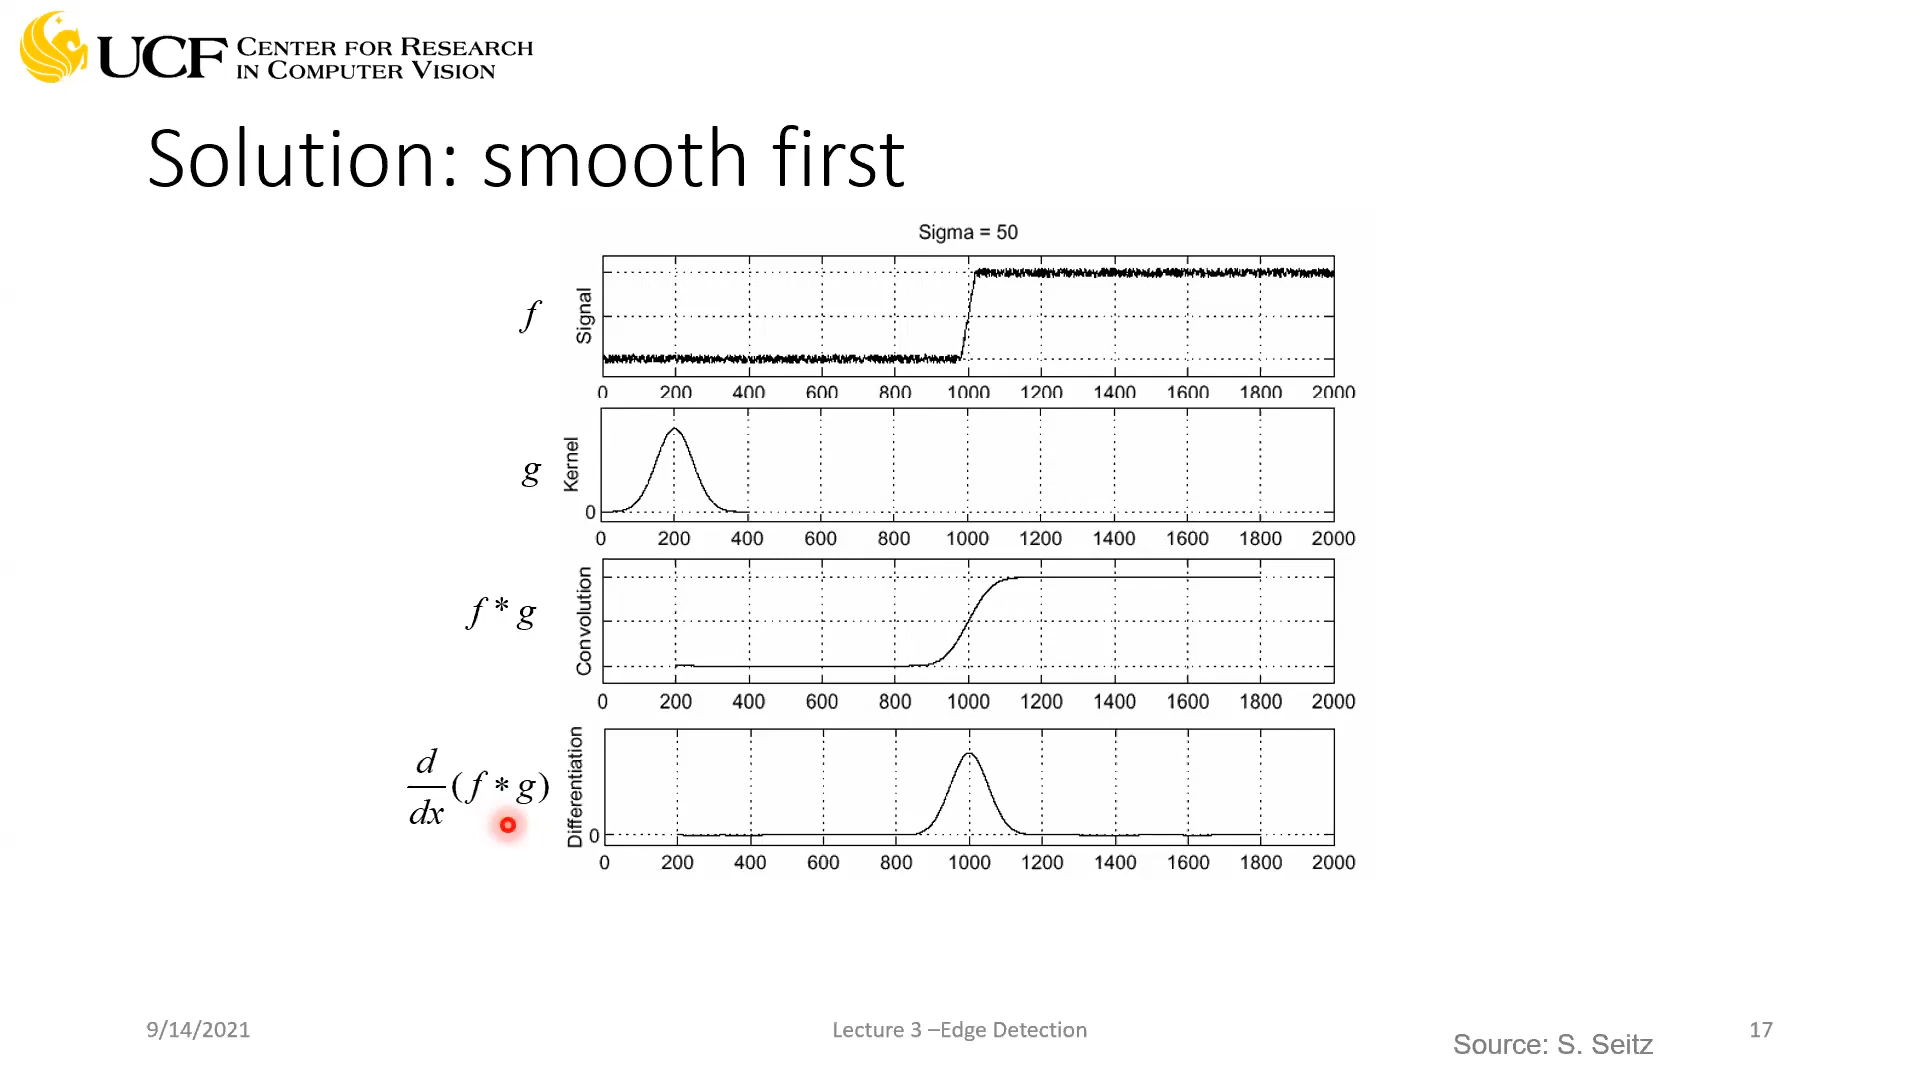 UCF CENTER FOR RESEARCH
IN COMPUTER VISION
Solution: smooth first
Sigma = 50
f
Signal
0 200 400 600 800 1000 1200 1400 1600 1800 2000
g
Kernel
0
0 200 400 600 800 1000 1200 1400 1600 1800 2000
f * g
Convolution
0 200 400 600 800 1000 1200 1400 1600 1800 2000
d/dx (f * g)
Differentiation
0
0 200 400 600 800 1000 1200 1400 1600 1800 2000
9/14/2021
Lecture 3 –Edge Detection
Source: S. Seitz
17